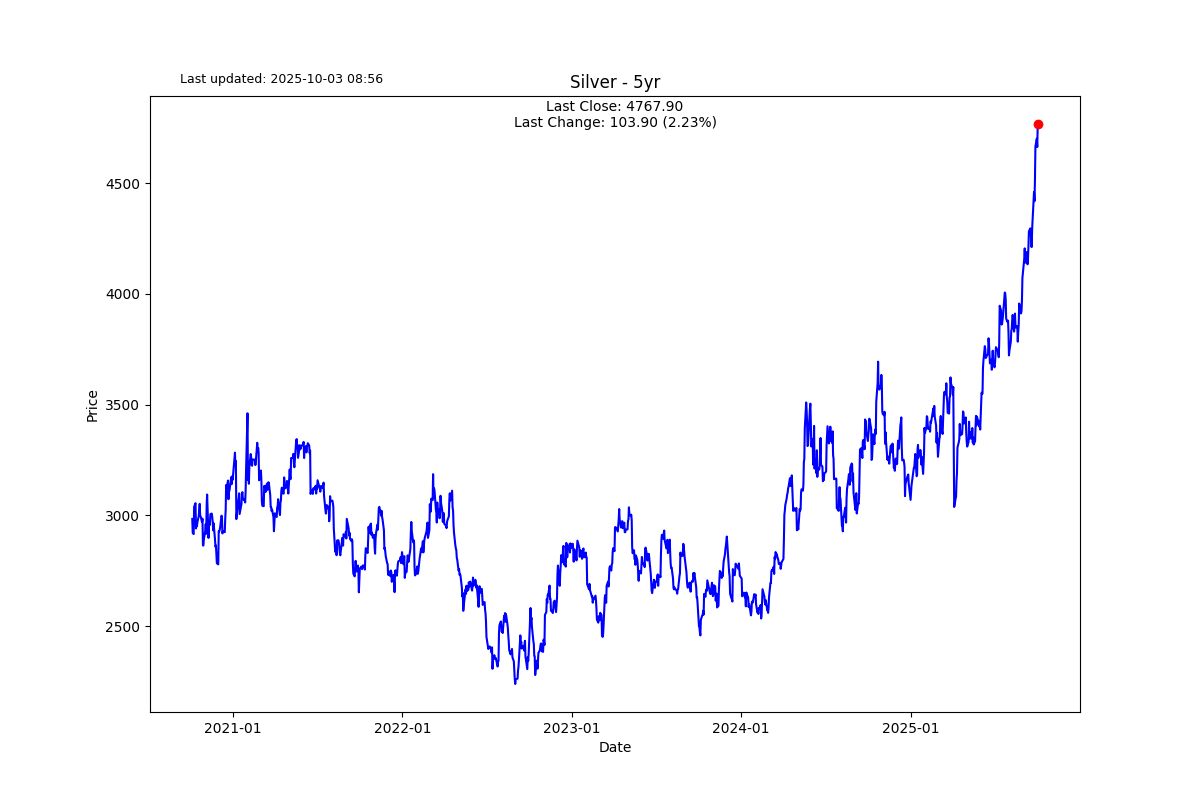 Last updated: 2025-10-03 08:56
Silver - 5yr
Last Close: 4767.90
Last Change: 103.90 (2.23%)
4500
4000
3500
3000
2500
Price
2021-01
2022-01
2023-01
2024-01
2025-01
Date